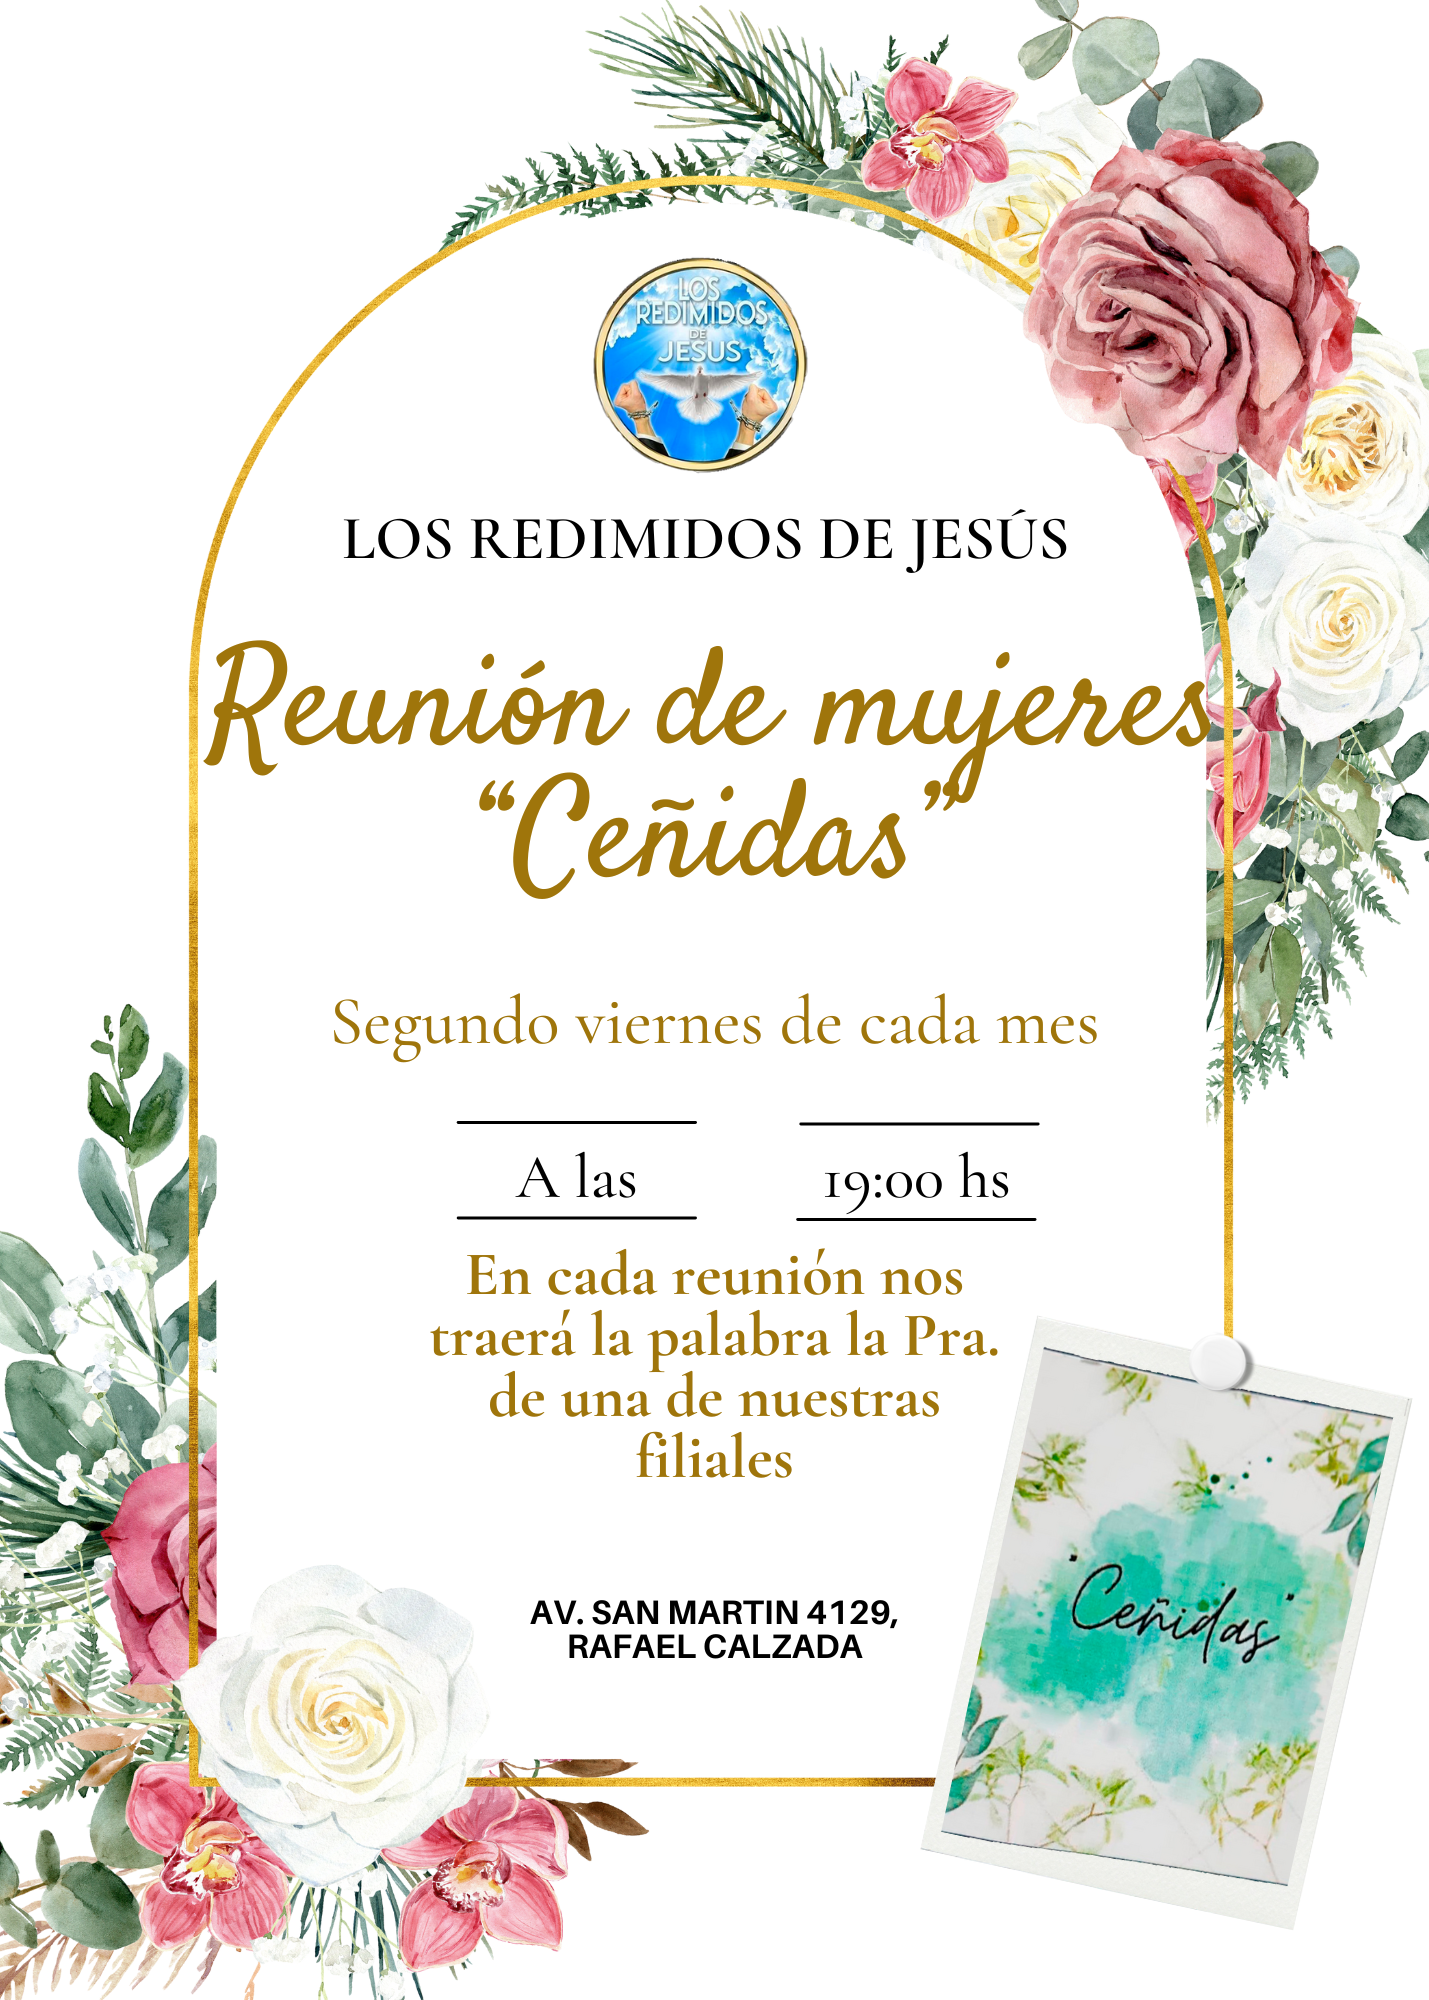 LOS
REDIMIDOS
DE
JESUS
LOS REDIMIDOS DE JESÚS
Reunión de mujeres
“Ceñidas”
Segundo viernes de cada mes
A las 19:00 hs
En cada reunión nos
traerá la palabra la Pra.
de una de nuestras
filiales
AV. SAN MARTIN 4129,
RAFAEL CALZADA
"Ceñidas"